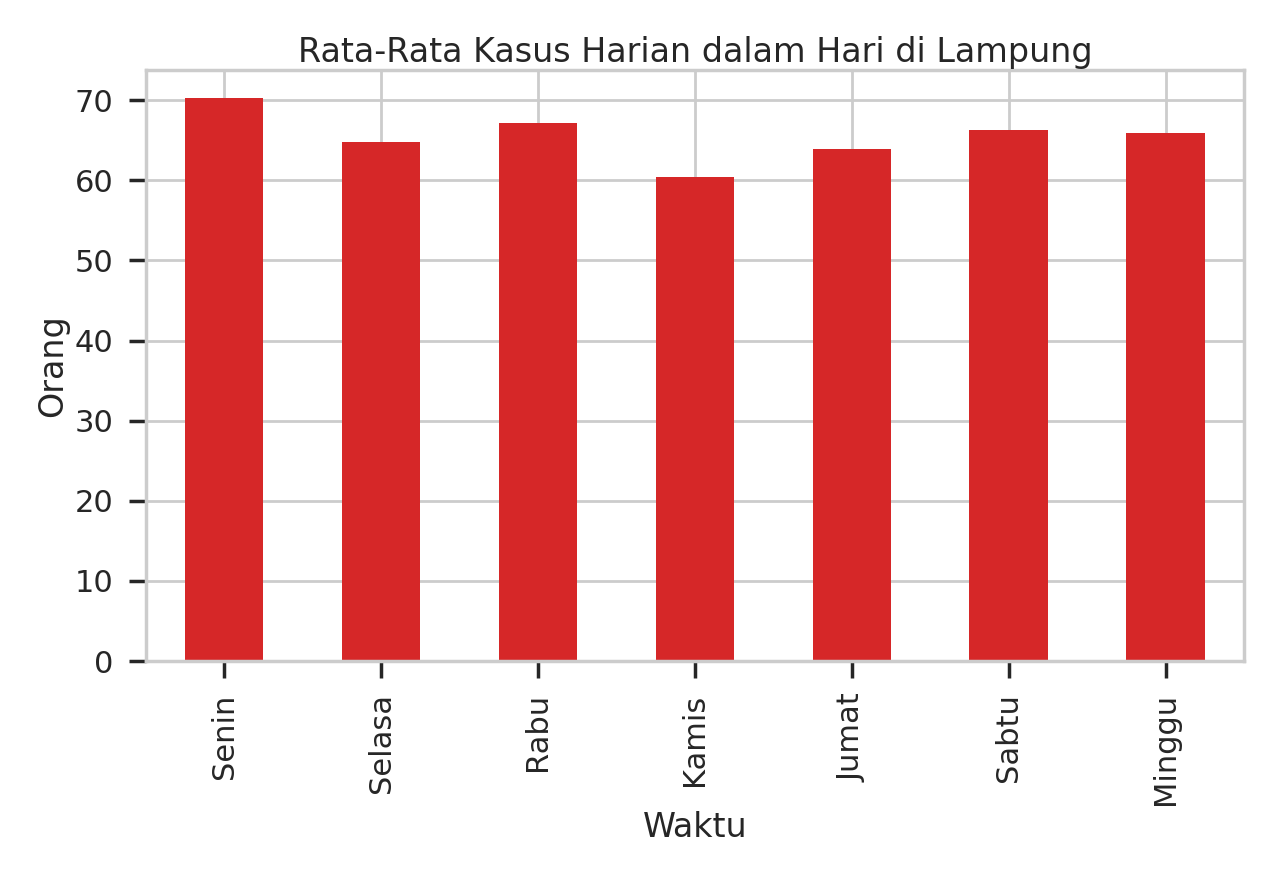 Rata-Rata Kasus Harian dalam Hari di Lampung
70
60
50
40
30
20
10
0
Orang
Senin
Selasa
Rabu
Kamis
Jumat
Sabtu
Minggu
Waktu